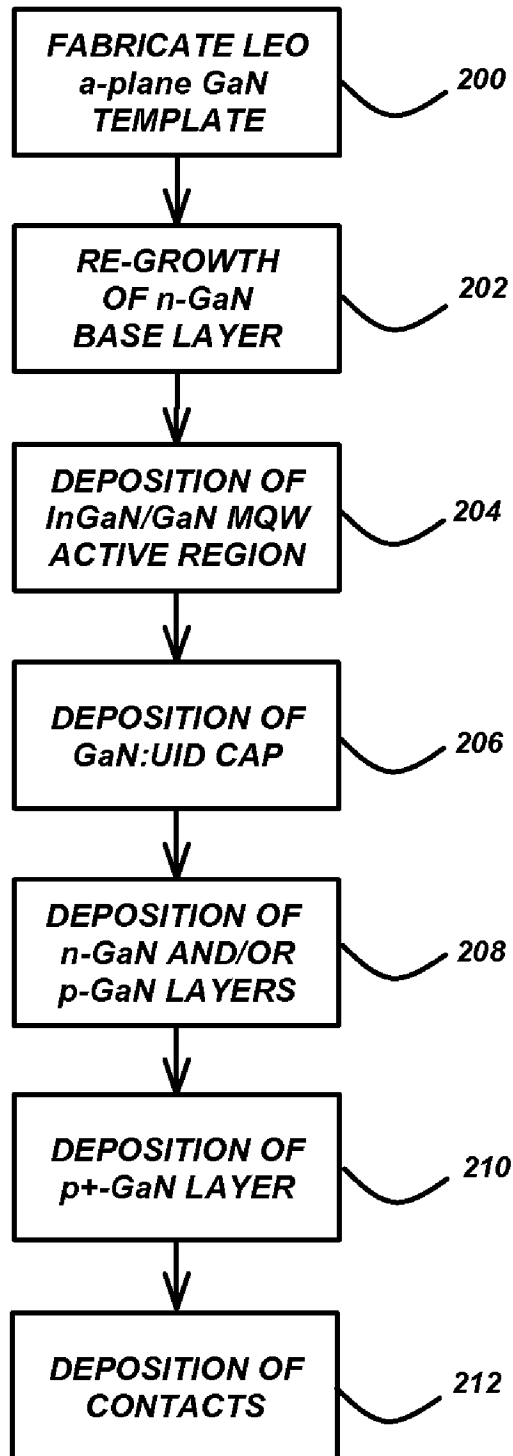 FABRICATE LEO
a-plane GaN
TEMPLATE
200
RE-GROWTH
OF n-GaN
BASE LAYER
202
DEPOSITION OF
InGaN/GaN MQW
ACTIVE REGION
204
DEPOSITION OF
GaN:UID CAP
206
DEPOSITION OF
n-GaN AND/OR
p-GaN LAYERS
208
DEPOSITION OF
p+-GaN LAYER
210
DEPOSITION OF
CONTACTS
212